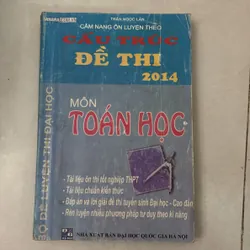 TRẦN NGỌC LÂN
CẨM NANG ÔN LUYỆN THEO
CẤU TRÚC
ĐỀ THI
2014
MÔN
TOÁN HỌC
- Tài liệu ôn thi tốt nghiệp THPT
- Tài liệu chuẩn kiến thức
- Đáp án và lời giải đề thi tuyển sinh Đại học - Cao đẳng
- Rèn luyện nhiều phương pháp tư duy theo kĩ năng
NHÀ XUẤT BẢN ĐẠI HỌC QUỐC GIA HÀ NỘI
ĐỀ LUYỆN THI ĐẠI HỌC